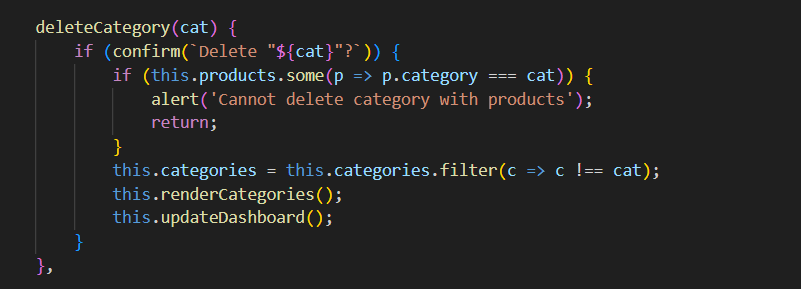 deleteCategory(cat) {
    if (confirm(`Delete "${cat}"?`)) {
        if (this.products.some(p => p.category === cat)) {
            alert('Cannot delete category with products');
            return;
        }
        this.categories = this.categories.filter(c => c !== cat);
        this.renderCategories();
        this.updateDashboard();
    }
},